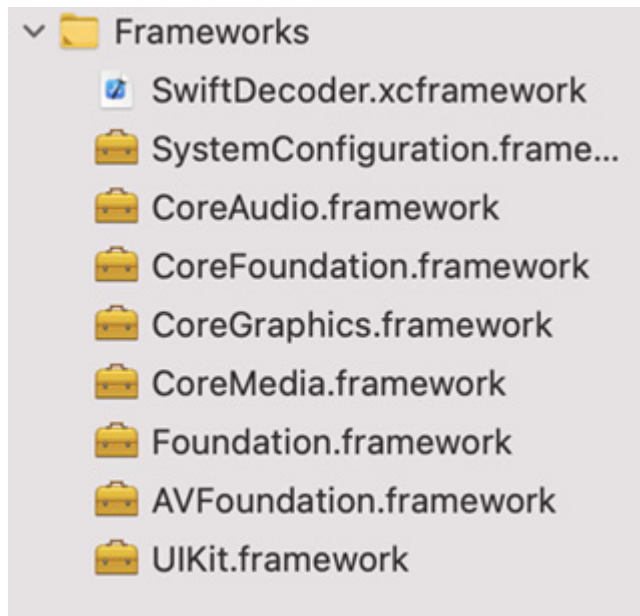 Frameworks
SwiftDecoder.xcframework
SystemConfiguration.frame...
CoreAudio.framework
CoreFoundation.framework
CoreGraphics.framework
CoreMedia.framework
Foundation.framework
AVFoundation.framework
UIKit.framework